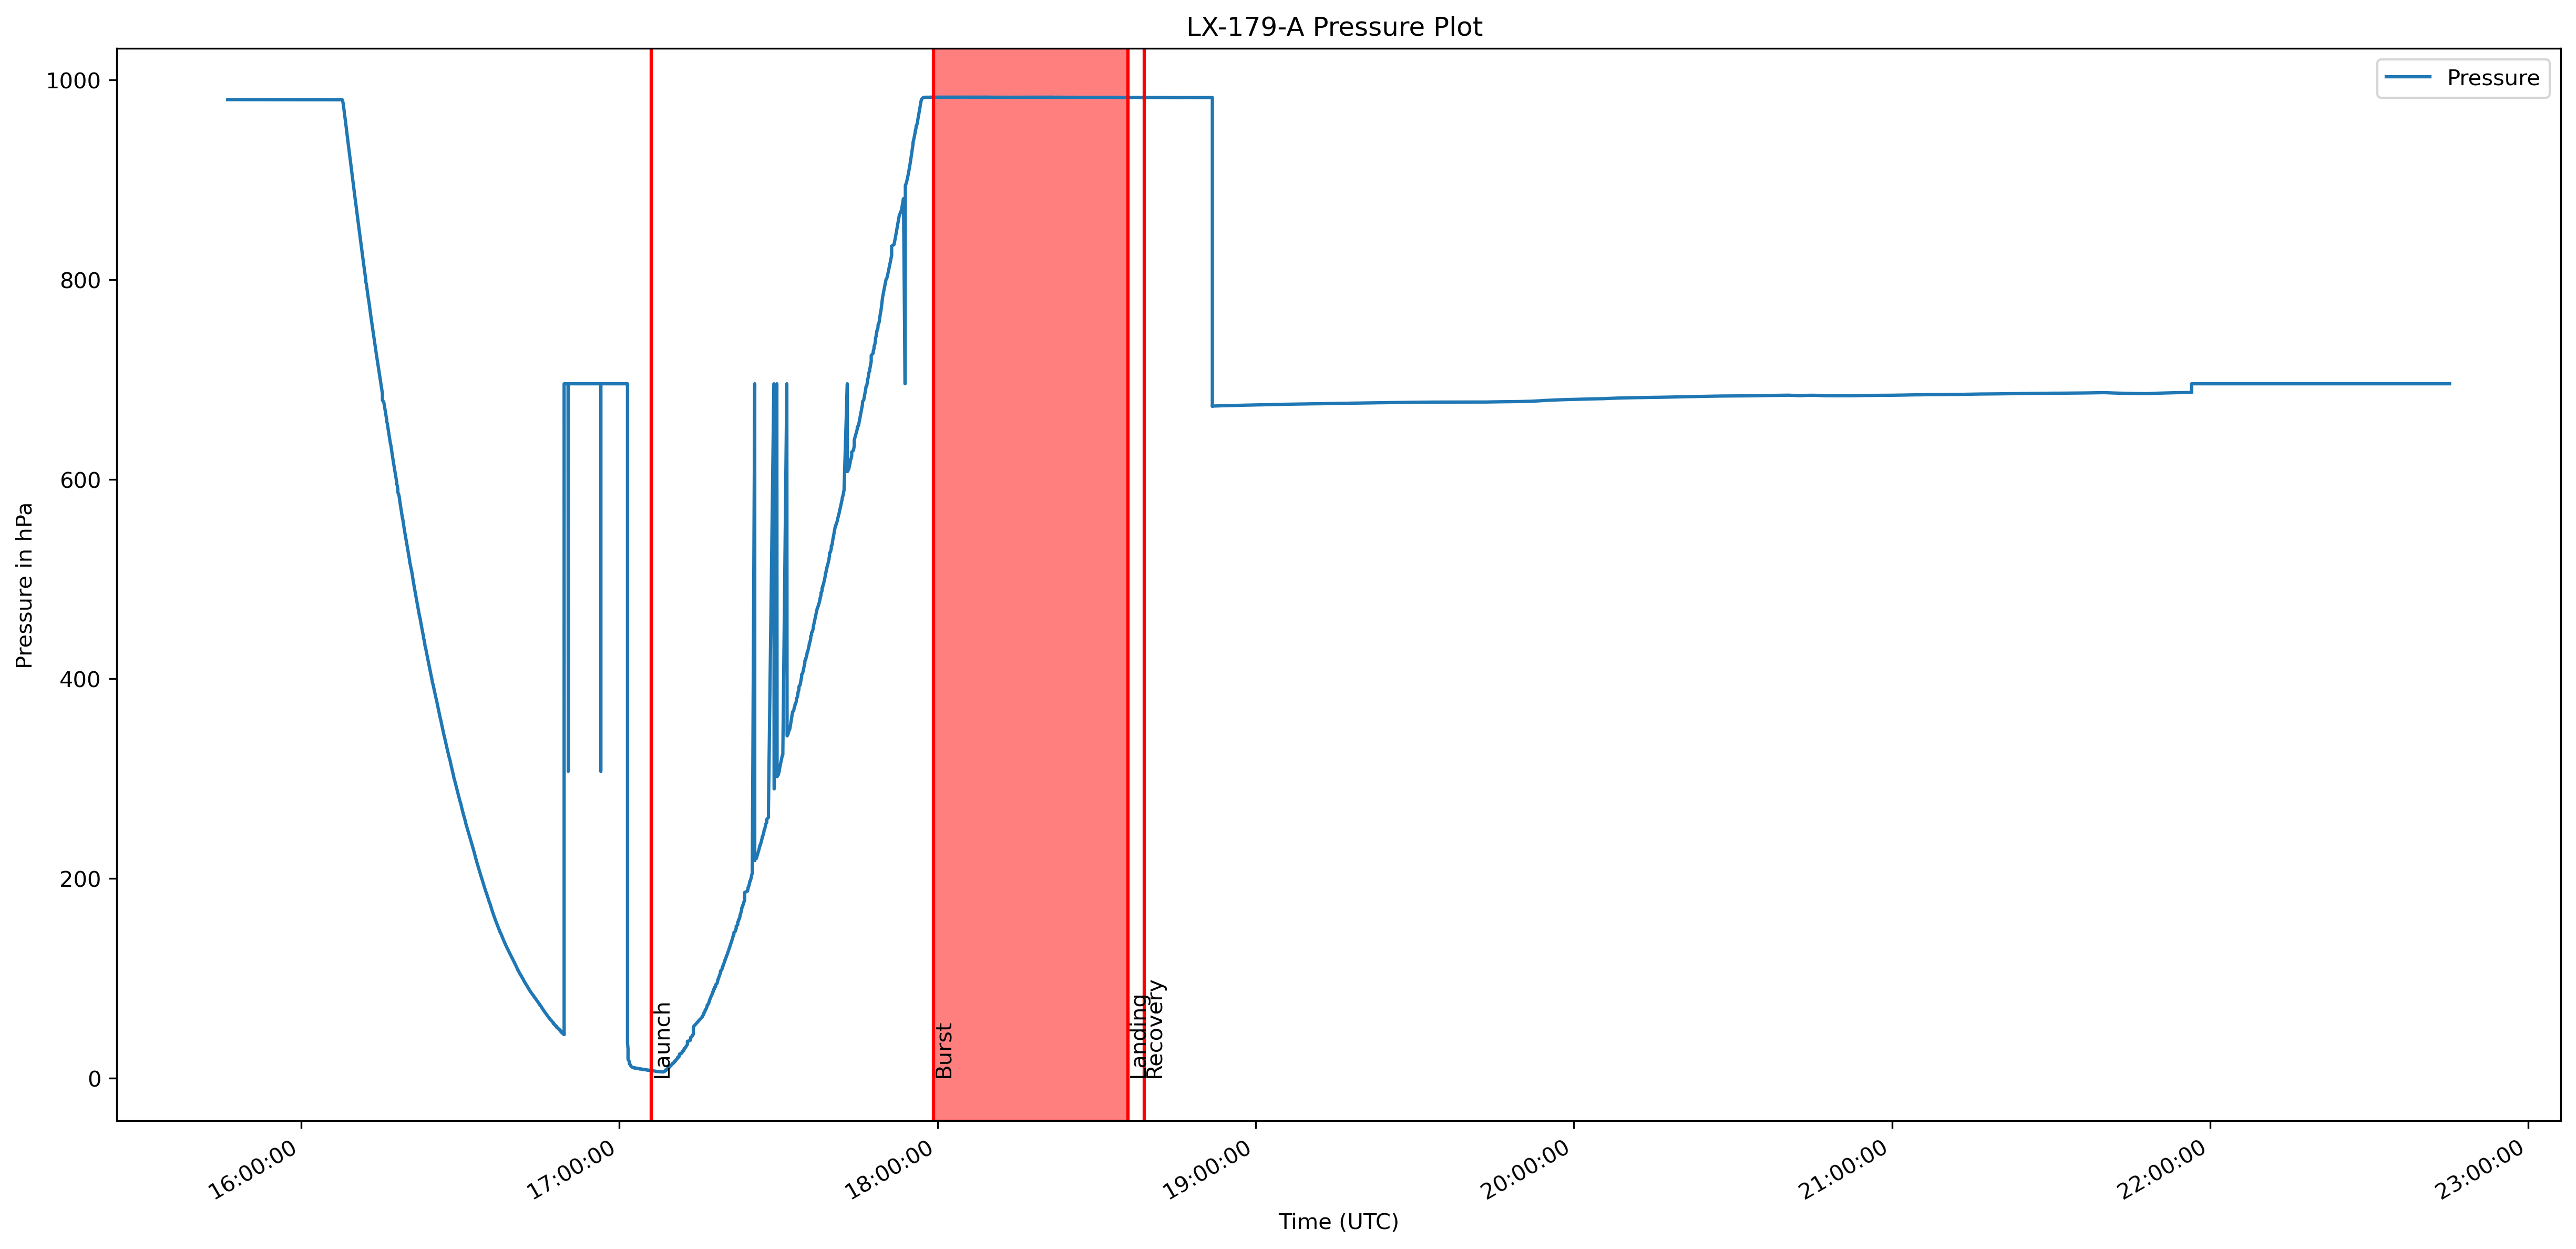 LX-179-A Pressure Plot
Pressure
1000
800
600
400
200
0
Pressure in hPa
Launch
Burst
Landing
Recovery
16:00:00
17:00:00
18:00:00
19:00:00
20:00:00
21:00:00
22:00:00
23:00:00
Time (UTC)